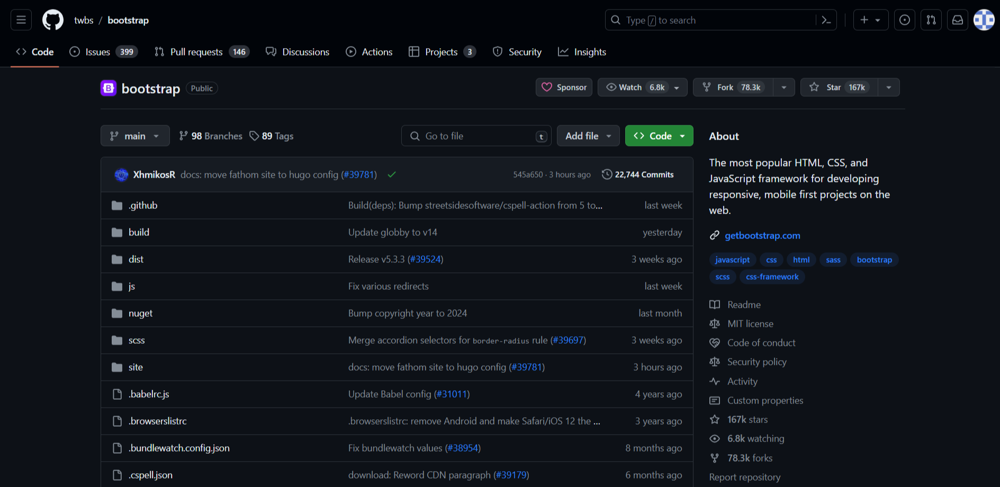 twbs / bootstrap
Type / to search
Code
Issues 399
Pull requests 146
Discussions
Actions
Projects 3
Security
Insights
bootstrap Public
Sponsor
Watch 6.8k
Fork 78.3k
Star 167k
main
98 Branches
89 Tags
Go to file t
Add file
Code
XhmikosR docs: move fathom site to hugo config (#39781)
545a650 · 3 hours ago
22,744 Commits
.github Build(deps): Bump streetsidesoftware/cspell-action from 5 to... last week
build Update globby to v14 yesterday
dist Release v5.3.3 (#39524) 3 weeks ago
js Fix various redirects last week
nuget Bump copyright year to 2024 last month
scss Merge accordion selectors for border-radius rule (#39697) 3 weeks ago
site docs: move fathom site to hugo config (#39781) 3 hours ago
.babelrc.js Update Babel config (#31011) 4 years ago
.browserslistrc .browserslistrc: remove Android and make Safari/iOS 12 the ... 3 years ago
.bundlewatch.config.json Fix bundlewatch values (#38954) 8 months ago
.cspell.json download: Reword CDN paragraph (#39179) 6 months ago
About
The most popular HTML, CSS, and
JavaScript framework for developing
responsive, mobile first projects on the
web.
getbootstrap.com
javascript css html sass bootstrap
scss css-framework
Readme
MIT license
Code of conduct
Security policy
Activity
Custom properties
167k stars
6.8k watching
78.3k forks
Report repository